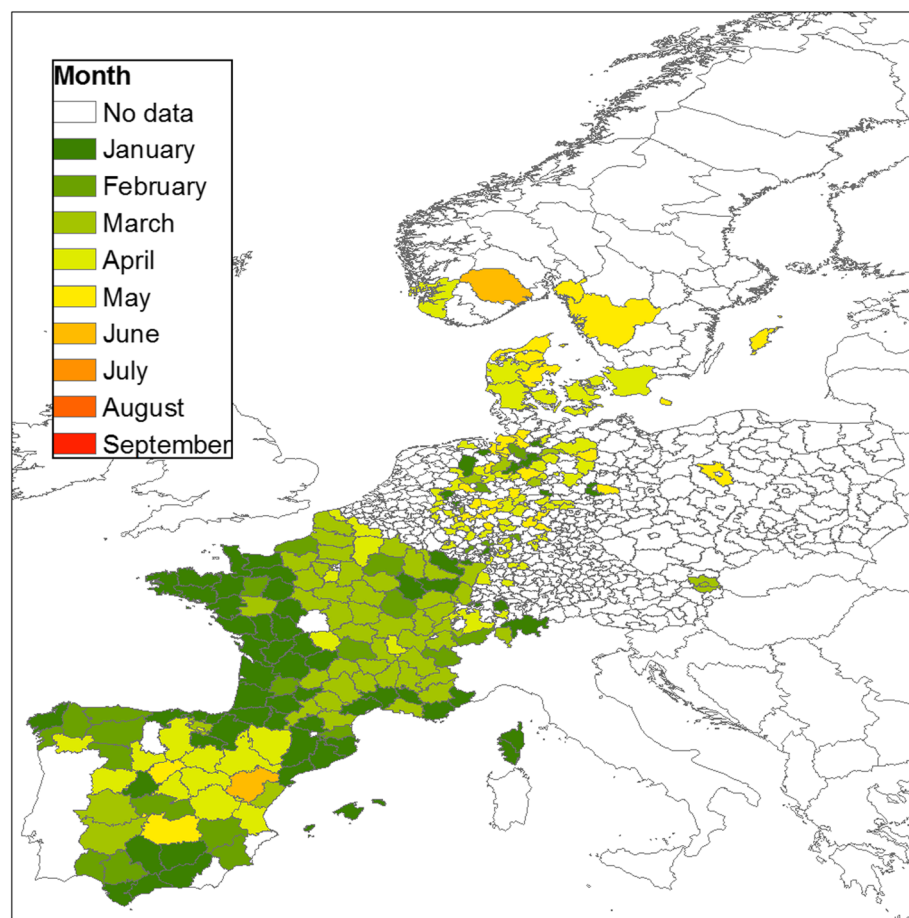 Month
No data
January
February
March
April
May
June
July
August
September